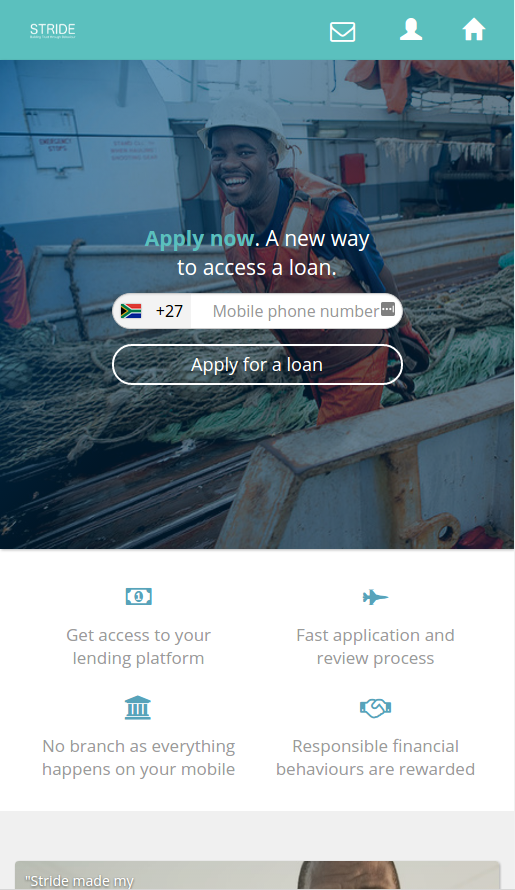 STRIDE
EMERGENCY
STOPS
Apply now. A new way
to access a loan.
+27 Mobile phone number
Apply for a loan
Get access to your
lending platform
Fast application and
review process
No branch as everything
happens on your mobile
Responsible financial
behaviours are rewarded
"Stride made my